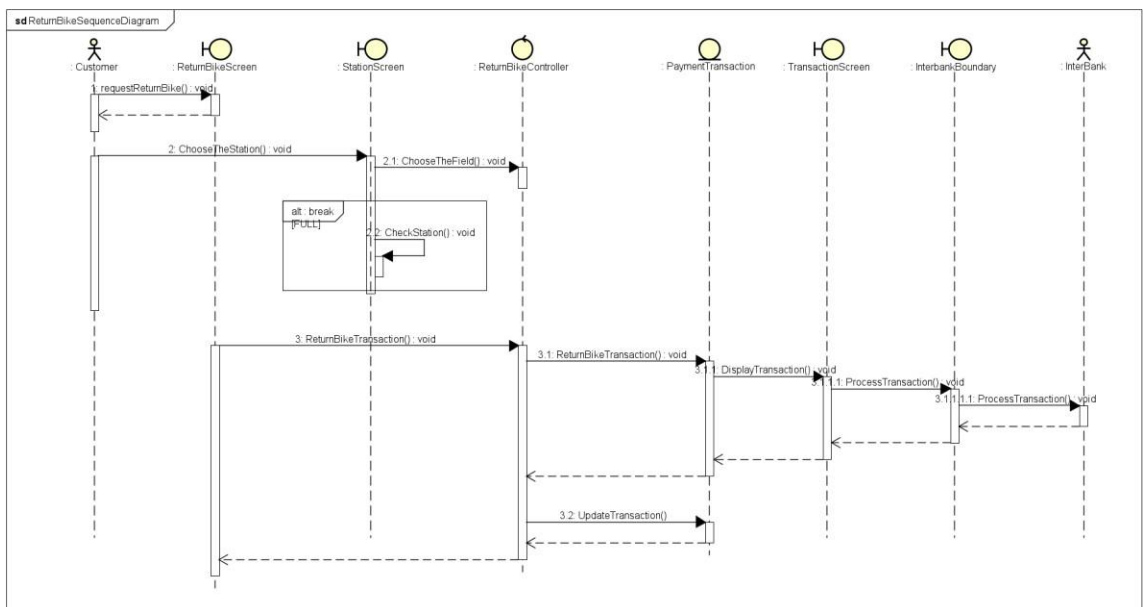 sd ReturnBikeSequenceDiagram
: Customer
: ReturnBikeScreen
: StationScreen
: ReturnBikeController
: PaymentTransaction
: TransactionScreen
: InterbankBoundary
: InterBank
1: requestReturnBike() : void
2: ChooseTheStation() : void
2.1: ChooseTheField() : void
alt : break
[FULL]
2.2: CheckStation() : void
3: ReturnBikeTransaction() : void
3.1: ReturnBikeTransaction() : void
3.1.1: DisplayTransaction() : void
3.1.1.1: ProcessTransaction() : void
3.1.1.1.1: ProcessTransaction() : void
3.2: UpdateTransaction()